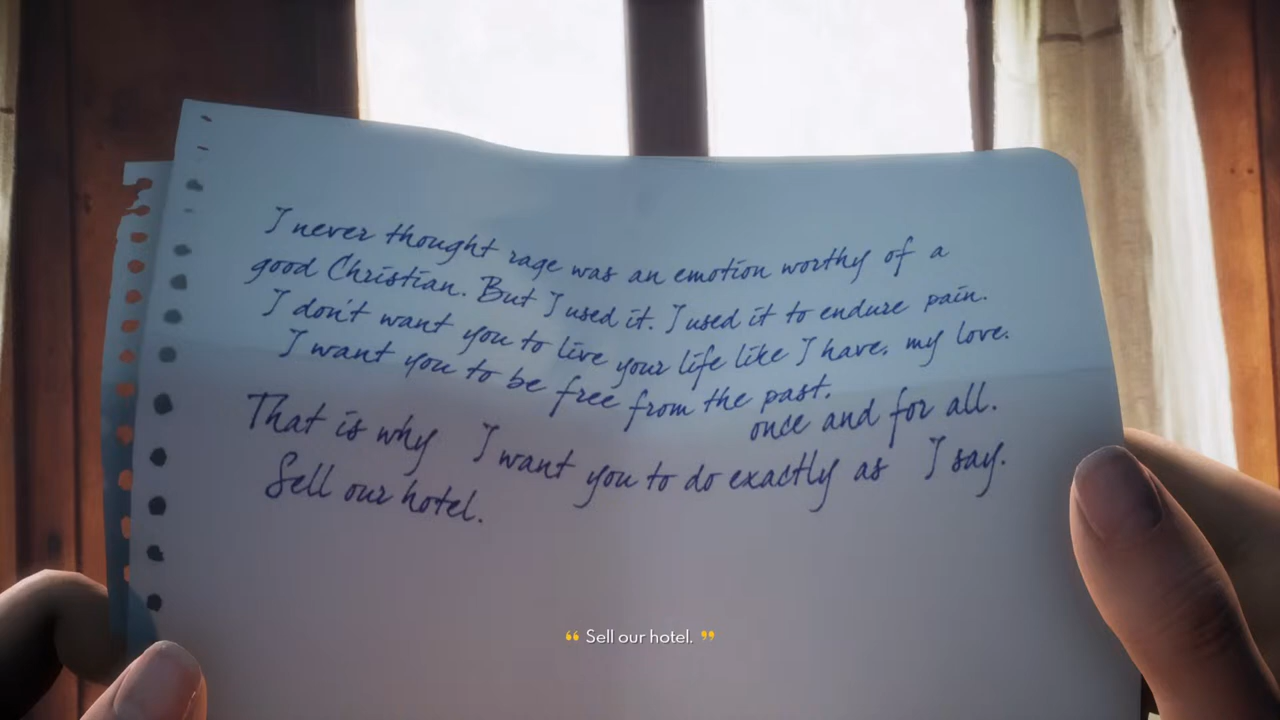 I never thought rage was an emotion worthy of a
good Christian. But I used it. I used it to endure pain.
I don't want you to live your life like I have, my love.
I want you to be free from the past.
once and for all.
That is why I want you to do exactly as I say.
Sell our hotel.
“ Sell our hotel. ”